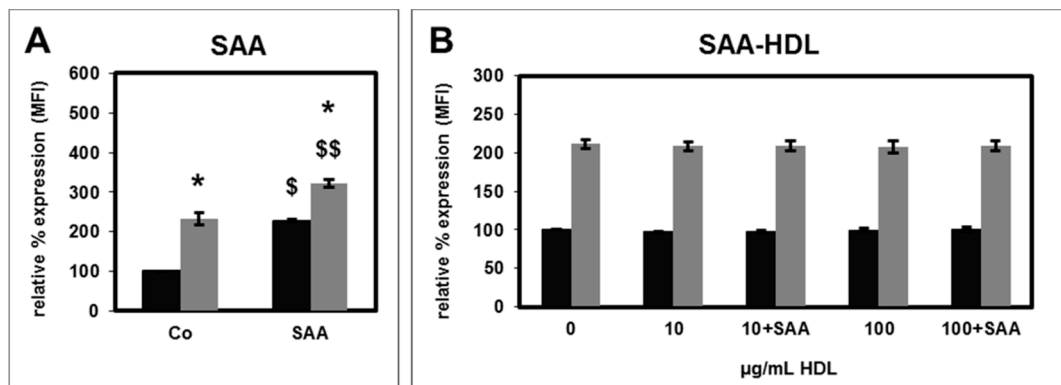 A
SAA
relative % expression (MFI)
600
500
400
300
200
100
0
*
$
*
$$
Co
SAA
B
SAA-HDL
relative % expression (MFI)
300
250
200
150
100
50
0
0
10
10+SAA
100
100+SAA
µg/mL HDL